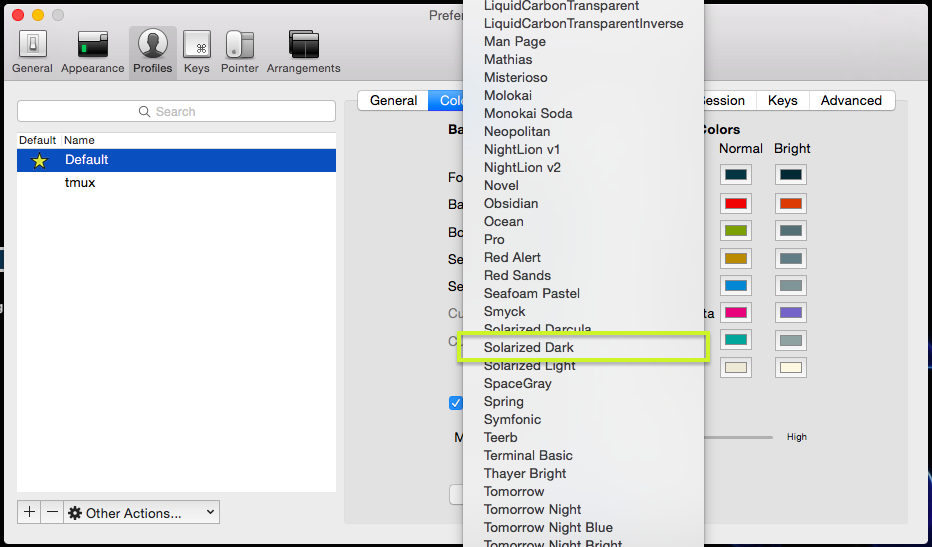 Prefer
General Appearance Profiles Keys Pointer Arrangements
Search
Default Name
Default
tmux
Other Actions...
General Colo Session Keys Advanced
Ba Colors
Normal Bright
Fo
Ba
Bo
Se
Se
Cu
C
ta
M High
LiquidCarbonTransparent
LiquidCarbonTransparentInverse
Man Page
Mathias
Misterioso
Molokai
Monokai Soda
Neopolitan
NightLion v1
NightLion v2
Novel
Obsidian
Ocean
Pro
Red Alert
Red Sands
Seafoam Pastel
Smyck
Solarized Darcula
Solarized Dark
Solarized Light
SpaceGray
Spring
Symfonic
Teerb
Terminal Basic
Thayer Bright
Tomorrow
Tomorrow Night
Tomorrow Night Blue
Tomorrow Night Bright